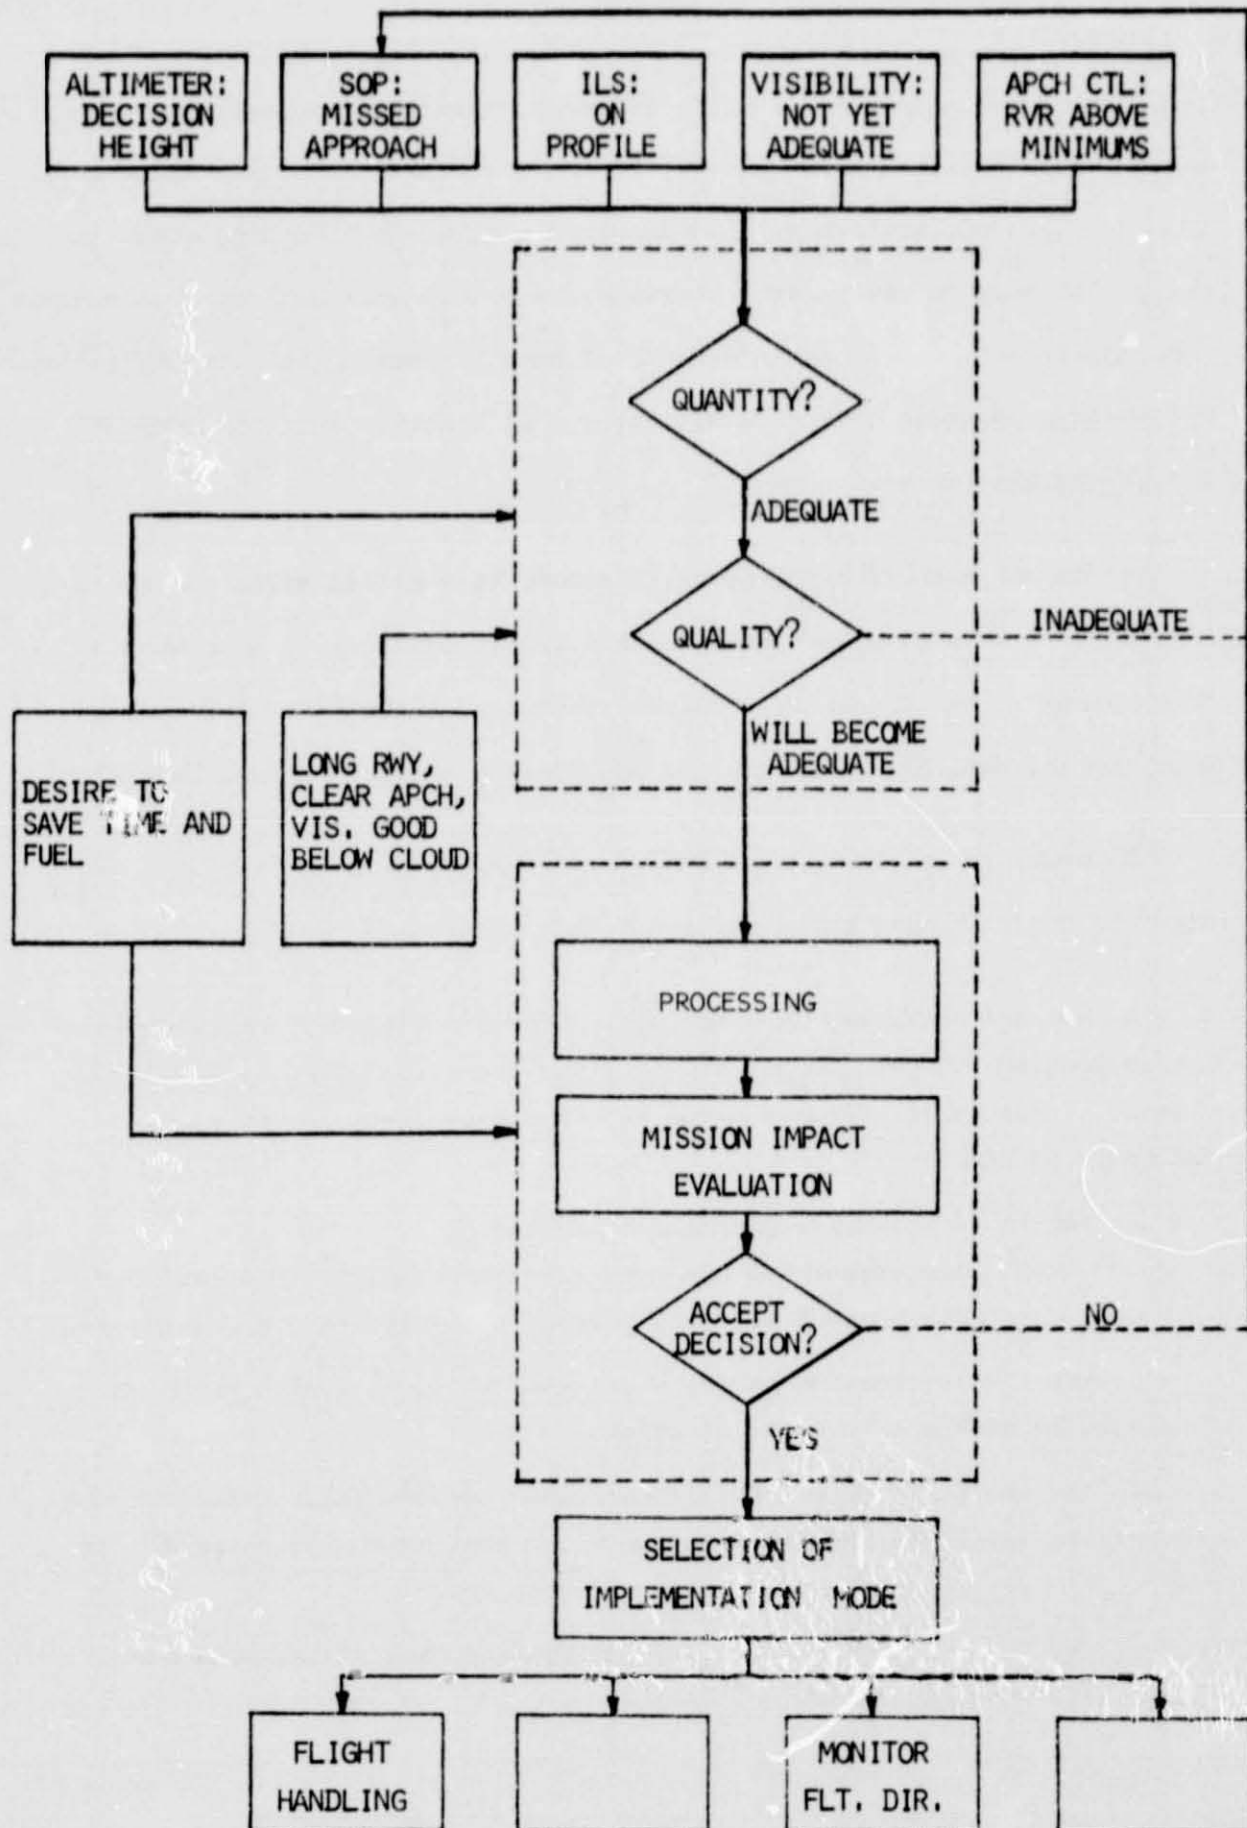 ALTIMETER:
DECISION
HEIGHT
SOP:
MISSED
APPROACH
ILS:
ON
PROFILE
VISIBILITY:
NOT YET
ADEQUATE
APCH CTL:
RVR ABOVE
MINIMUMS
QUANTITY?
ADEQUATE
QUALITY?
INADEQUATE
WILL BECOME
ADEQUATE
DESIRE TO
SAVE TIME AND
FUEL
LONG RWY,
CLEAR APCH,
VIS. GOOD
BELOW CLOUD
PROCESSING
MISSION IMPACT
EVALUATION
ACCEPT
DECISION?
NO
YES
SELECTION OF
IMPLEMENTATION MODE
FLIGHT
HANDLING
MONITOR
FLT. DIR.